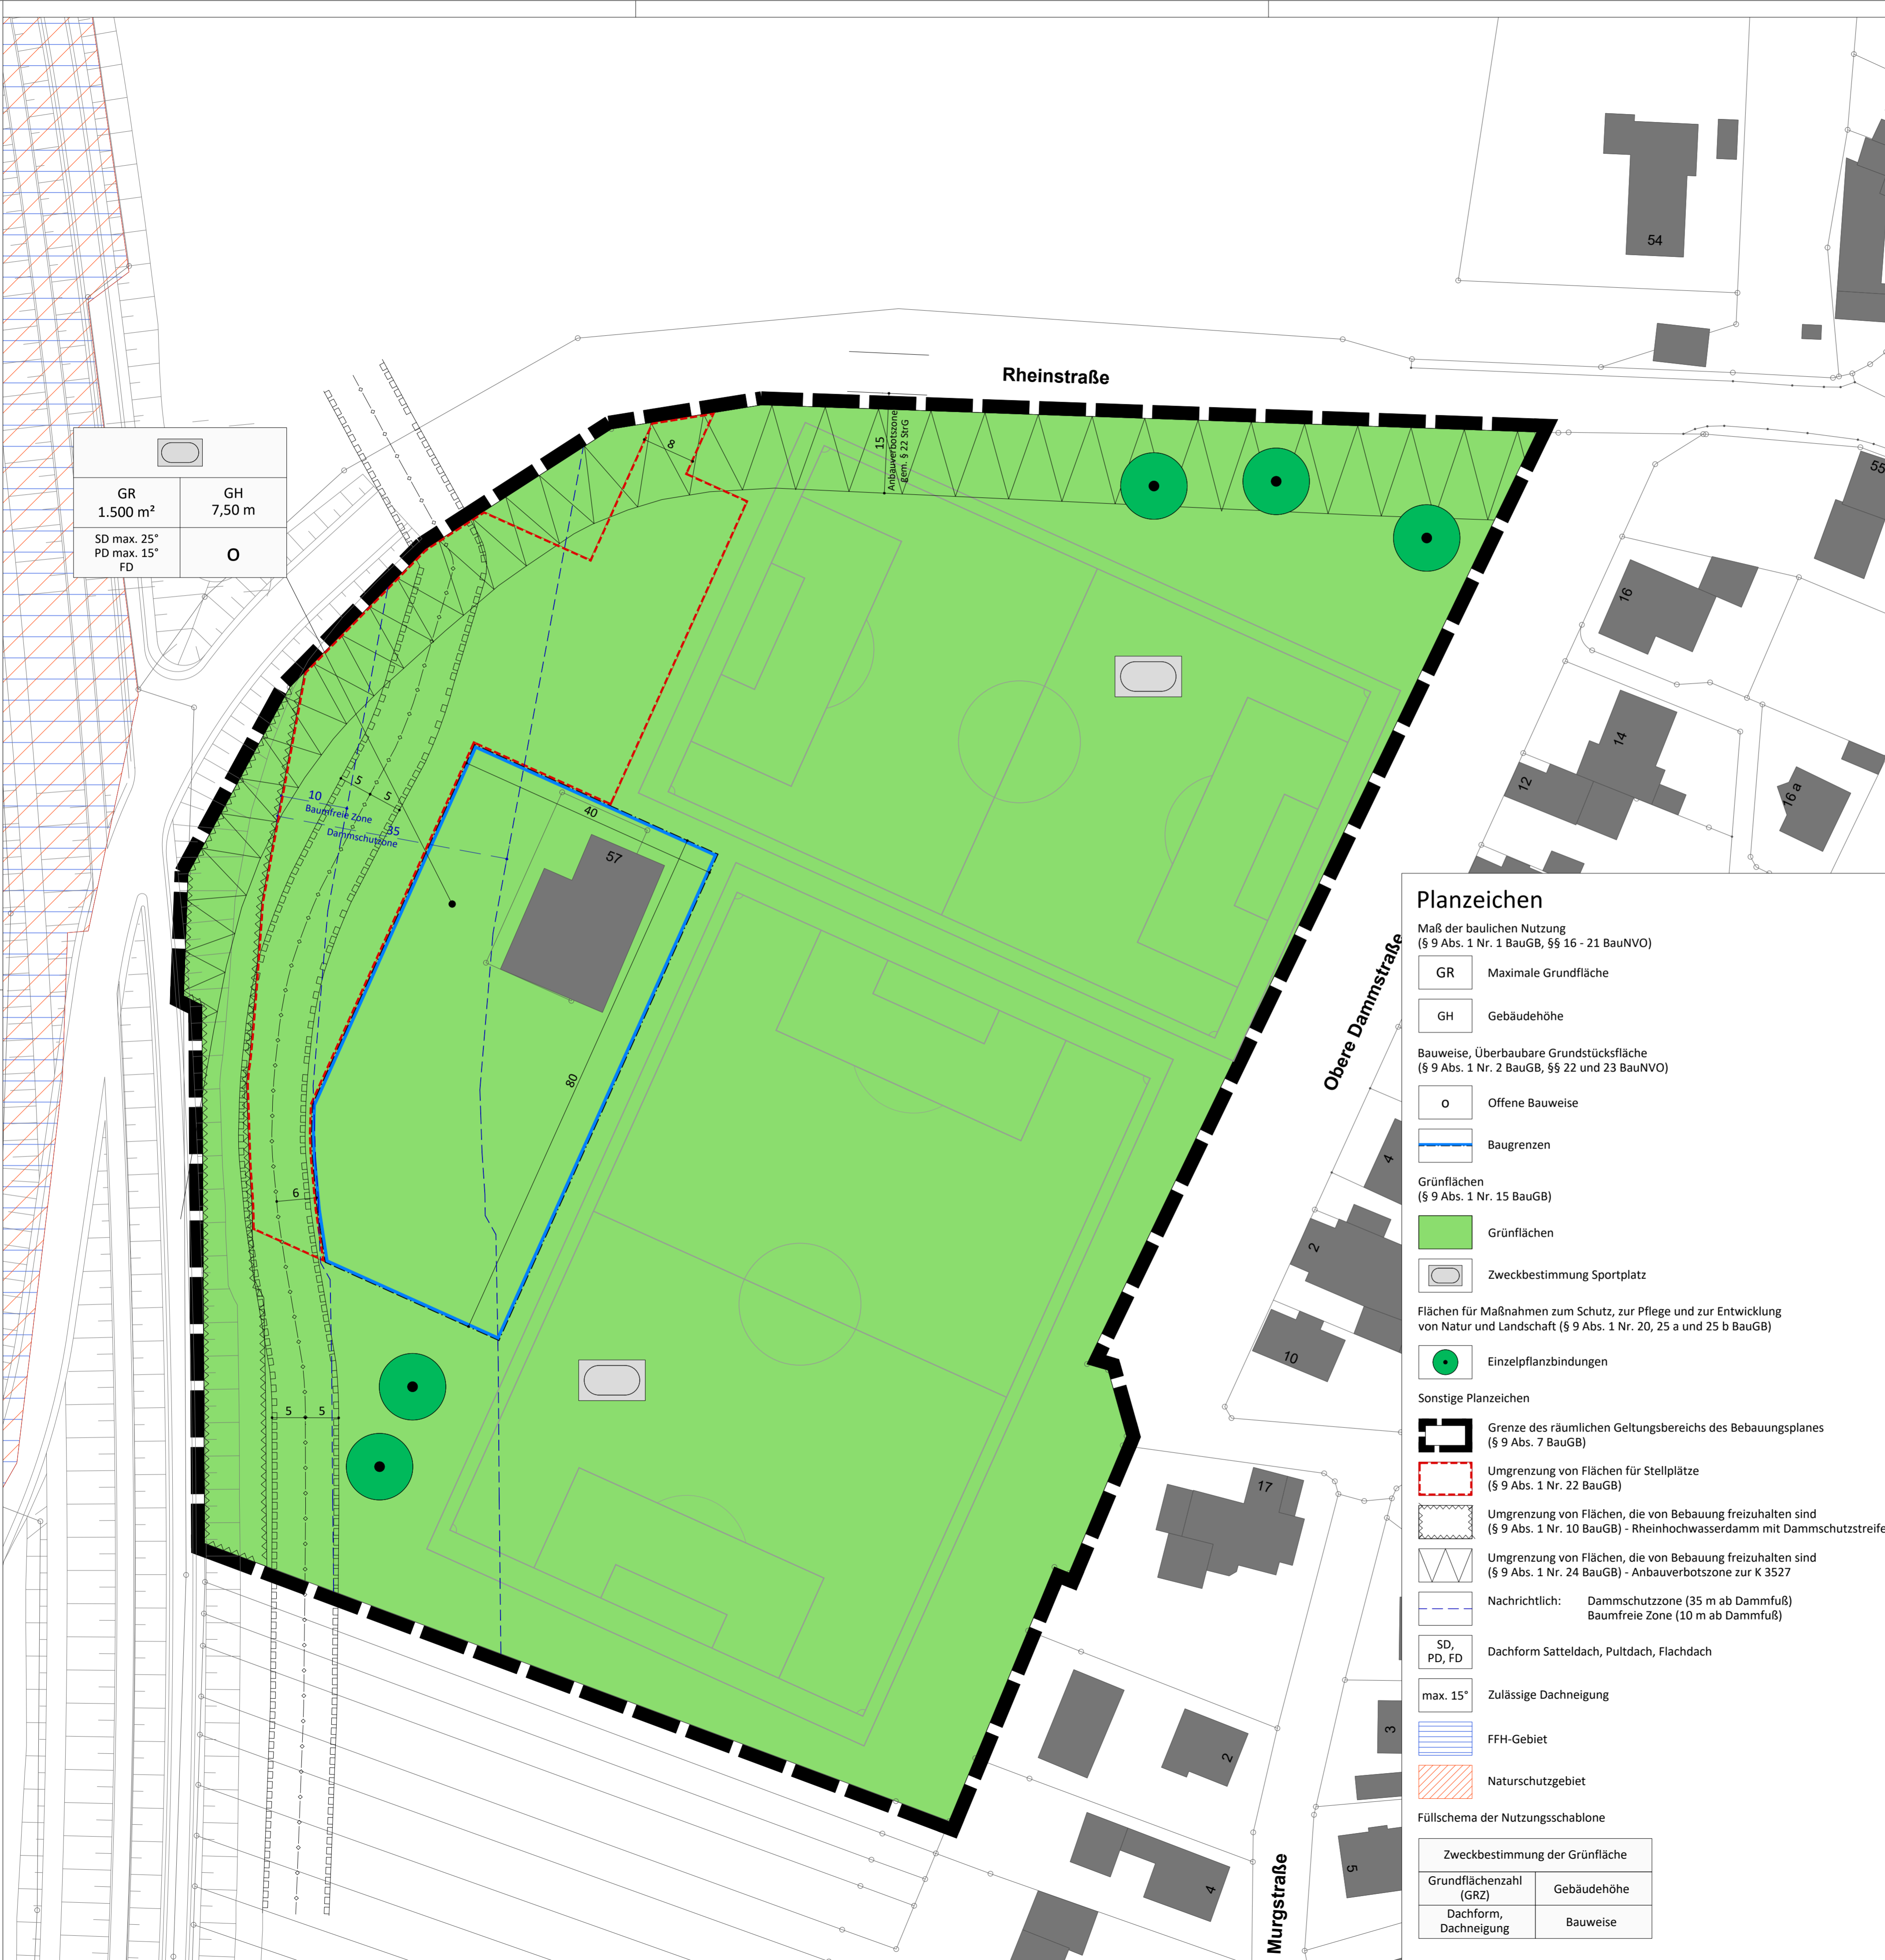 54
Rheinstraße
15
Anbauverbotszone
gem. § 22 StrG
8
GR
1.500 m²
GH
7,50 m
SD max. 25°
PD max. 15°
FD
o
55
16
14
12
16 a
5
5
10
Baumfreie Zone
35
Dammschutzzone
40
57
80
6
5
5
Obere Dammstraße
4
2
10
17
2
3
4
5
Murgstraße
Planzeichen
Maß der baulichen Nutzung
(§ 9 Abs. 1 Nr. 1 BauGB, §§ 16 - 21 BauNVO)
GR
Maximale Grundfläche
GH
Gebäudehöhe
Bauweise, Überbaubare Grundstücksfläche
(§ 9 Abs. 1 Nr. 2 BauGB, §§ 22 und 23 BauNVO)
o
Offene Bauweise
Baugrenzen
Grünflächen
(§ 9 Abs. 1 Nr. 15 BauGB)
Grünflächen
Zweckbestimmung Sportplatz
Flächen für Maßnahmen zum Schutz, zur Pflege und zur Entwicklung
von Natur und Landschaft (§ 9 Abs. 1 Nr. 20, 25 a und 25 b BauGB)
Einzelpflanzbindungen
Sonstige Planzeichen
Grenze des räumlichen Geltungsbereichs des Bebauungsplanes
(§ 9 Abs. 7 BauGB)
Umgrenzung von Flächen für Stellplätze
(§ 9 Abs. 1 Nr. 22 BauGB)
Umgrenzung von Flächen, die von Bebauung freizuhalten sind
(§ 9 Abs. 1 Nr. 10 BauGB) - Rheinhochwasserdamm mit Dammschutzstreife
Umgrenzung von Flächen, die von Bebauung freizuhalten sind
(§ 9 Abs. 1 Nr. 24 BauGB) - Anbauverbotszone zur K 3527
Nachrichtlich: Dammschutzzone (35 m ab Dammfuß)
Baumfreie Zone (10 m ab Dammfuß)
SD,
PD, FD
Dachform Satteldach, Pultdach, Flachdach
max. 15°
Zulässige Dachneigung
FFH-Gebiet
Naturschutzgebiet
Füllschema der Nutzungsschablone
Zweckbestimmung der Grünfläche
Grundflächenzahl
(GRZ)
Gebäudehöhe
Dachform,
Dachneigung
Bauweise